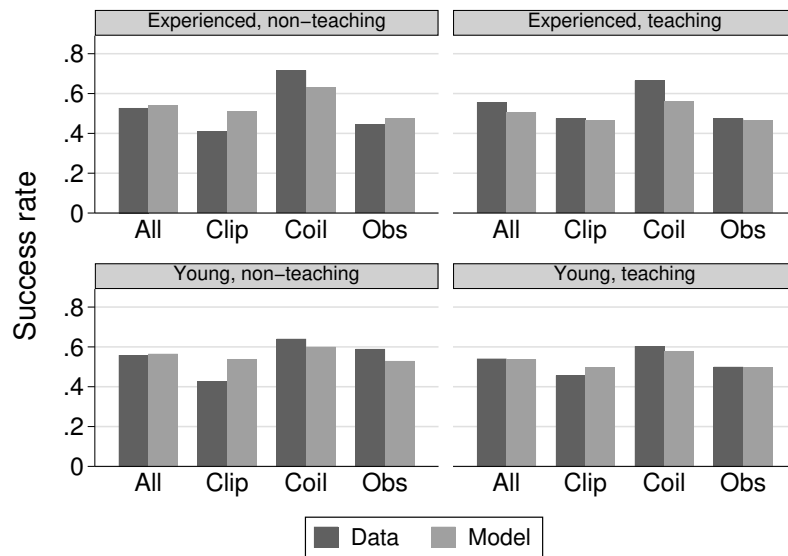 Experienced, non−teaching
Experienced, teaching
.8
.6
.4
.2
0
All Clip Coil Obs
All Clip Coil Obs
Young, non−teaching
Young, teaching
.8
.6
.4
.2
0
All Clip Coil Obs
All Clip Coil Obs
Success rate
Data Model